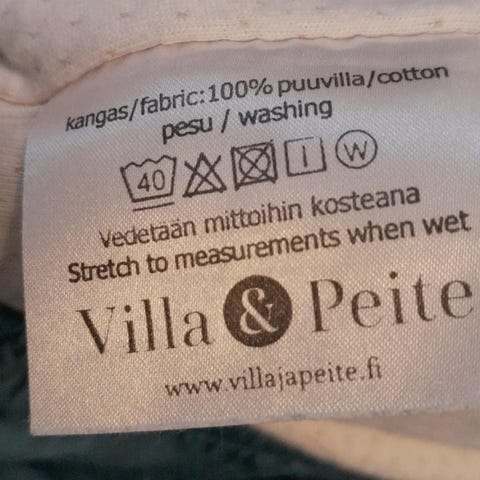 kangas/fabric:100% puuvilla/cotton
pesu / washing
40 W
Vedetään mittoihin kosteana
Stretch to measurements when wet
Villa & Peite
www.villajapeite.fi